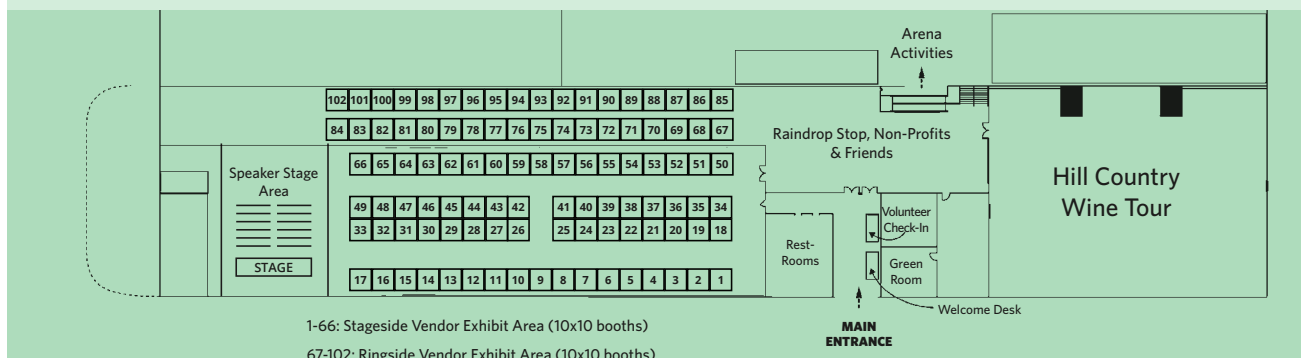 Arena
Activities
102 101 100 99 98 97 96 95 94 93 92 91 90 89 88 87 86 85
84 83 82 81 80 79 78 77 76 75 74 73 72 71 70 69 68 67
Raindrop Stop, Non-Profits
& Friends
66 65 64 63 62 61 60 59 58 57 56 55 54 53 52 51 50
Speaker Stage
Area
Hill Country
Wine Tour
49 48 47 46 45 44 43 42 41 40 39 38 37 36 35 34
33 32 31 30 29 28 27 26 25 24 23 22 21 20 19 18
Volunteer
Check-In
Rest-
Rooms
STAGE
Green
Room
17 16 15 14 13 12 11 10 9 8 7 6 5 4 3 2 1
Welcome Desk
1-66: Stageside Vendor Exhibit Area (10x10 booths)
MAIN
ENTRANCE
67-102: Ringside Vendor Exhibit Area (10x10 booths)